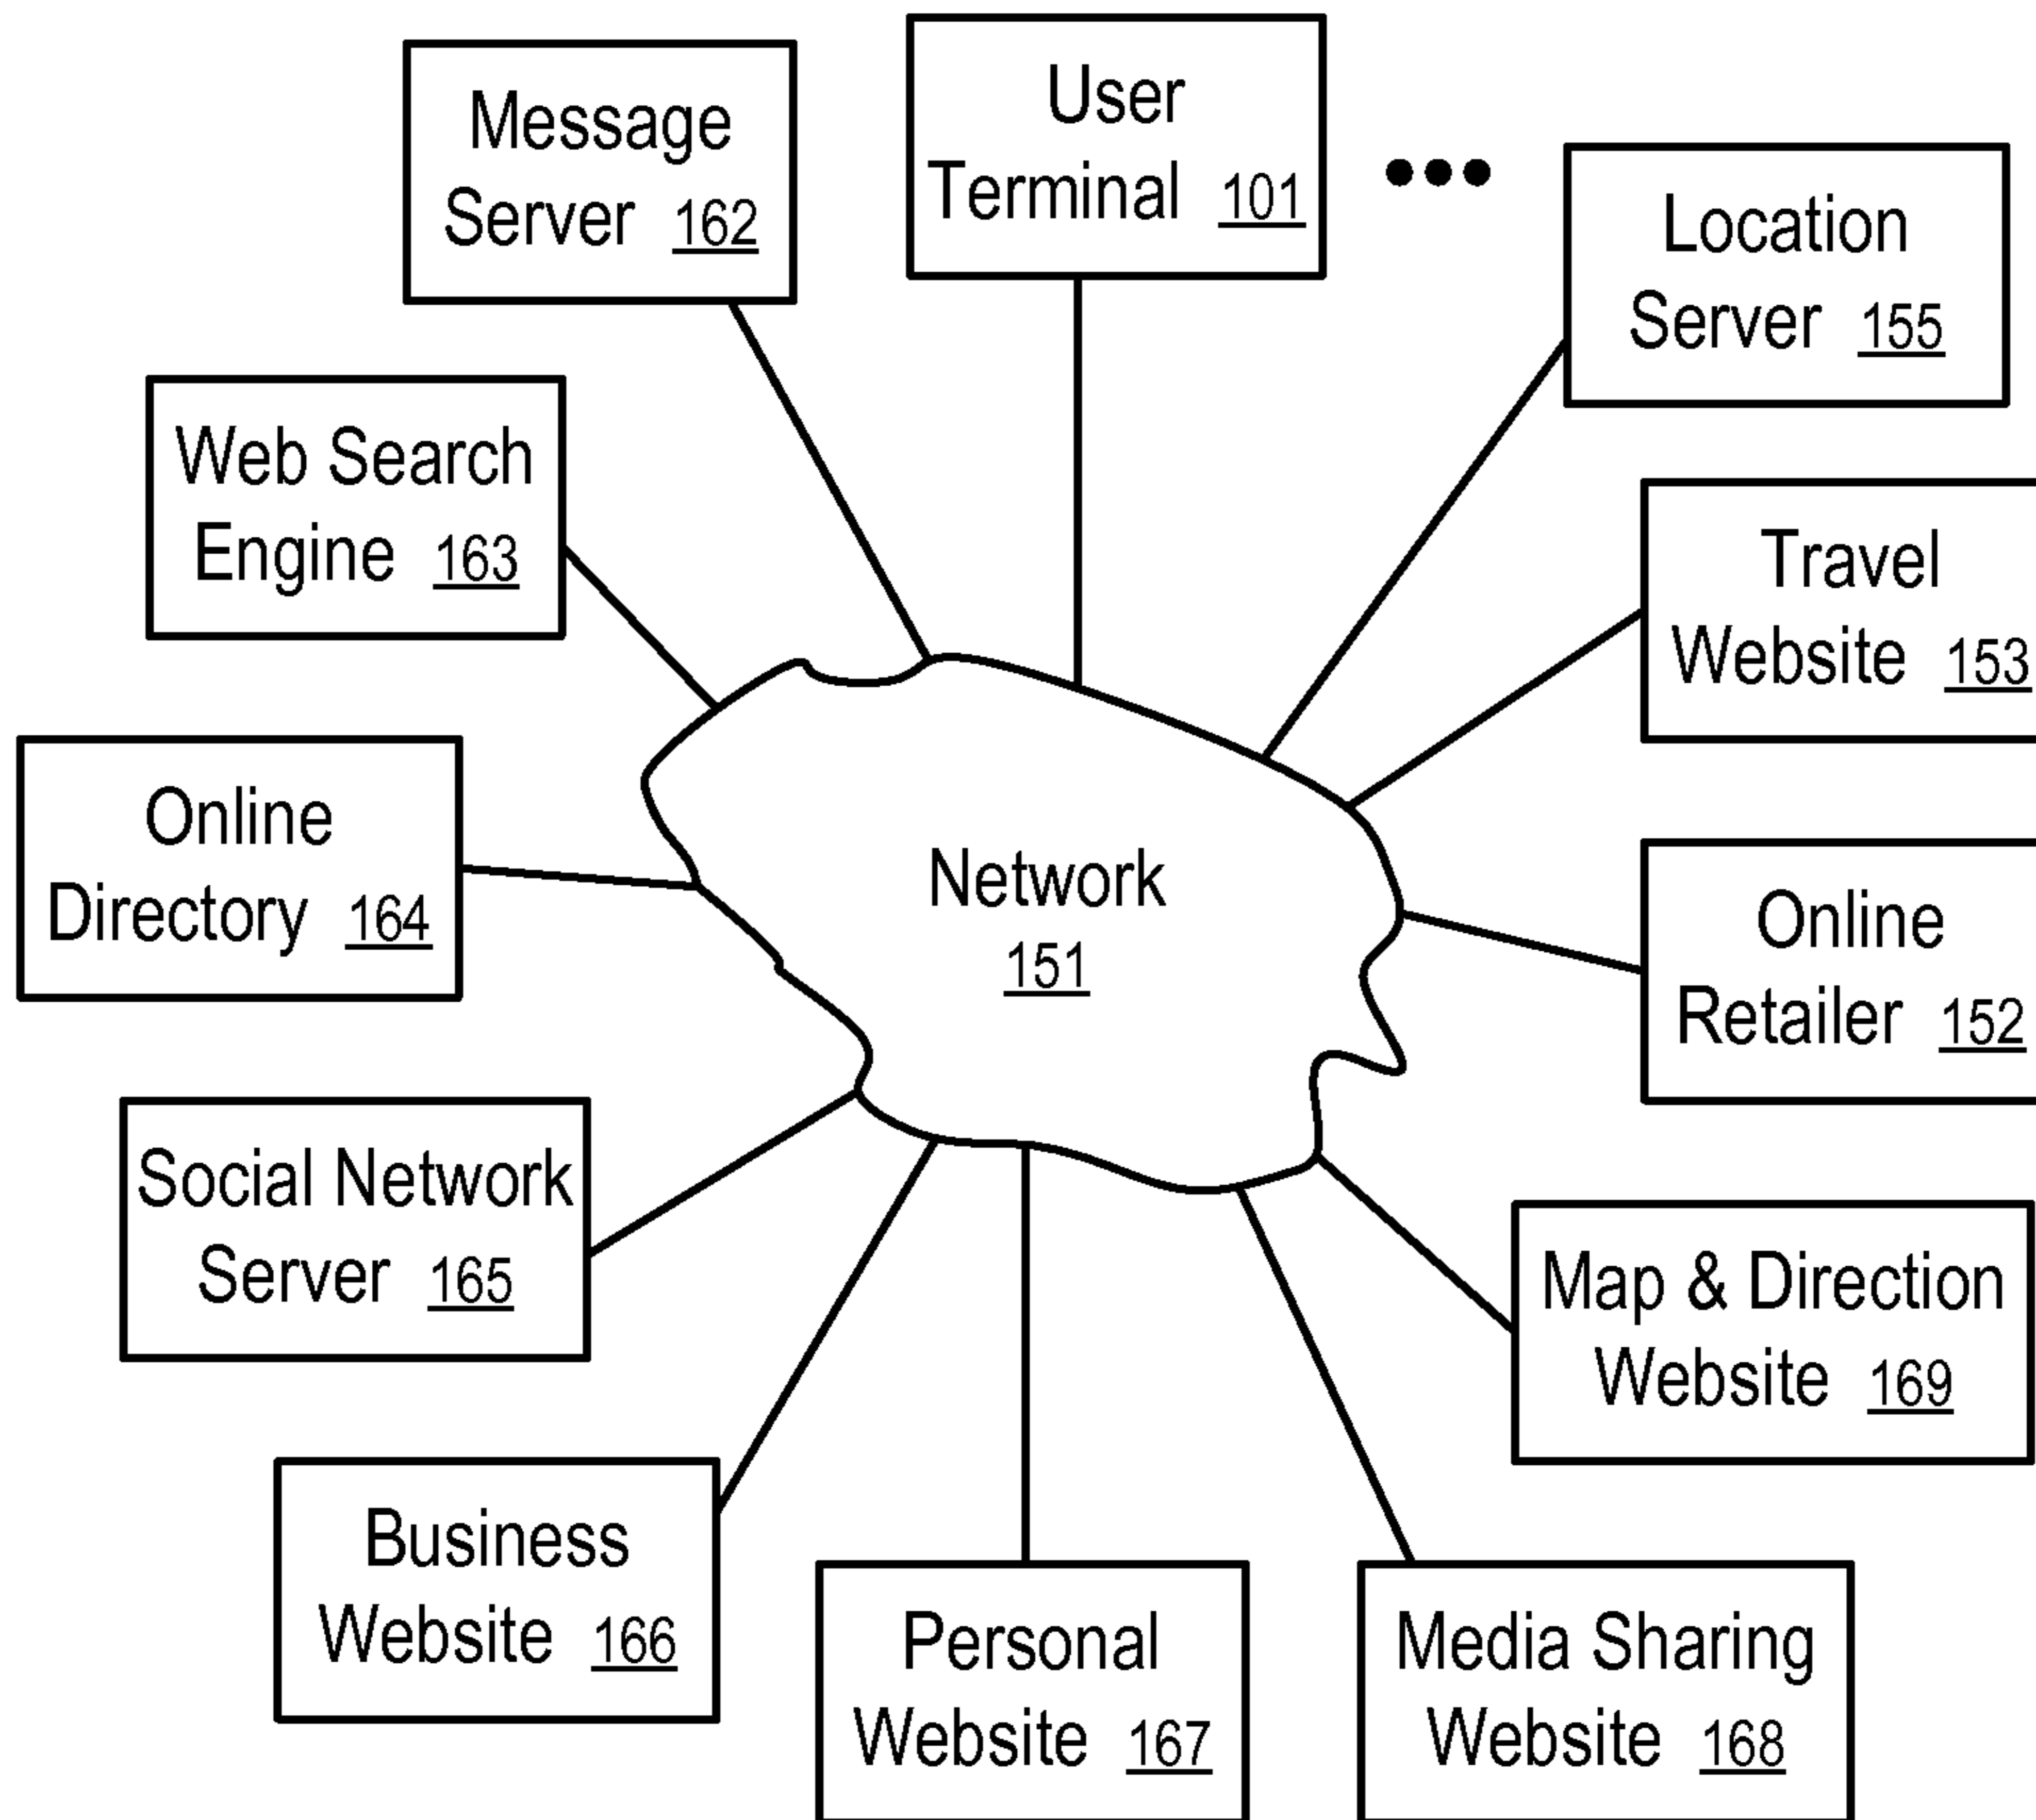 Message
Server 162
User
Terminal 101
Location
Server 155
Web Search
Engine 163
Travel
Website 153
Online
Directory 164
Network
151
Online
Retailer 152
Social Network
Server 165
Map & Direction
Website 169
Business
Website 166
Personal
Website 167
Media Sharing
Website 168